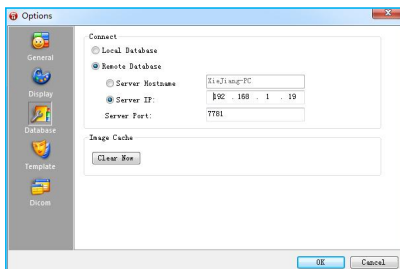 Options
General
Display
Database
Template
Dicom
Connect
Local Database
Remote Database
Server Hostname
XieJiang-PC
Server IP:
192 . 168 . 1 . 19
Server Port:
7781
Image Cache
Clear Now
OK
Cancel